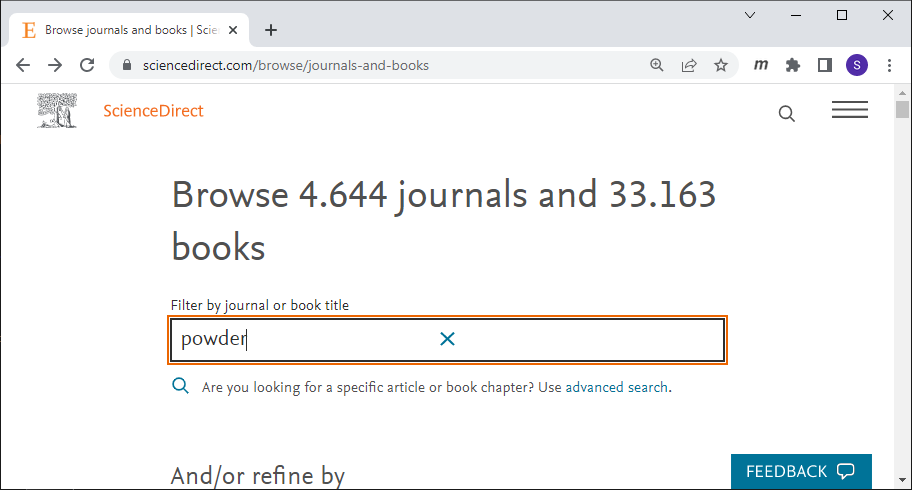 Browse journals and books | Scie
sciencedirect.com/browse/journals-and-books
m
S
ScienceDirect
Browse 4.644 journals and 33.163
books
Filter by journal or book title
powder
Are you looking for a specific article or book chapter? Use advanced search.
And/or refine by
FEEDBACK